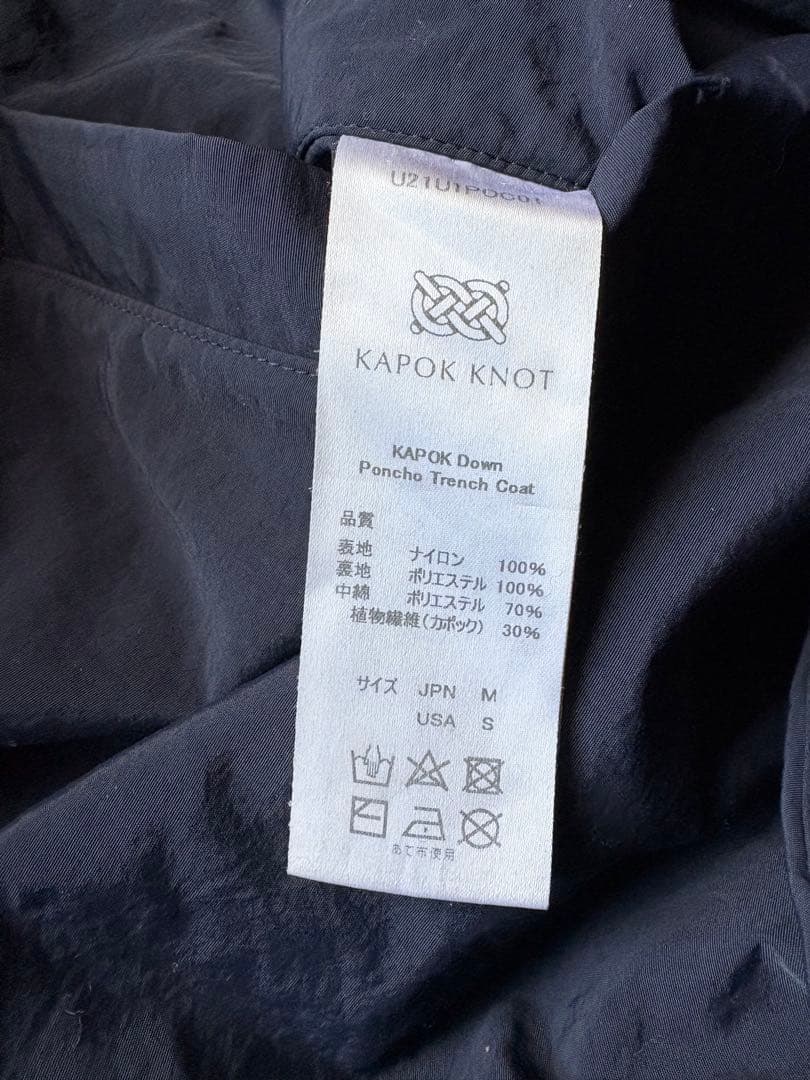 U21U1POC01
KAPOK KNOT
KAPOK Down
Poncho Trench Coat
品質
表地 ナイロン 100%
裏地 ポリエステル 100%
中綿 ポリエステル 70%
植物繊維(カポック) 30%
サイズ JPN M
USA S
あて布使用